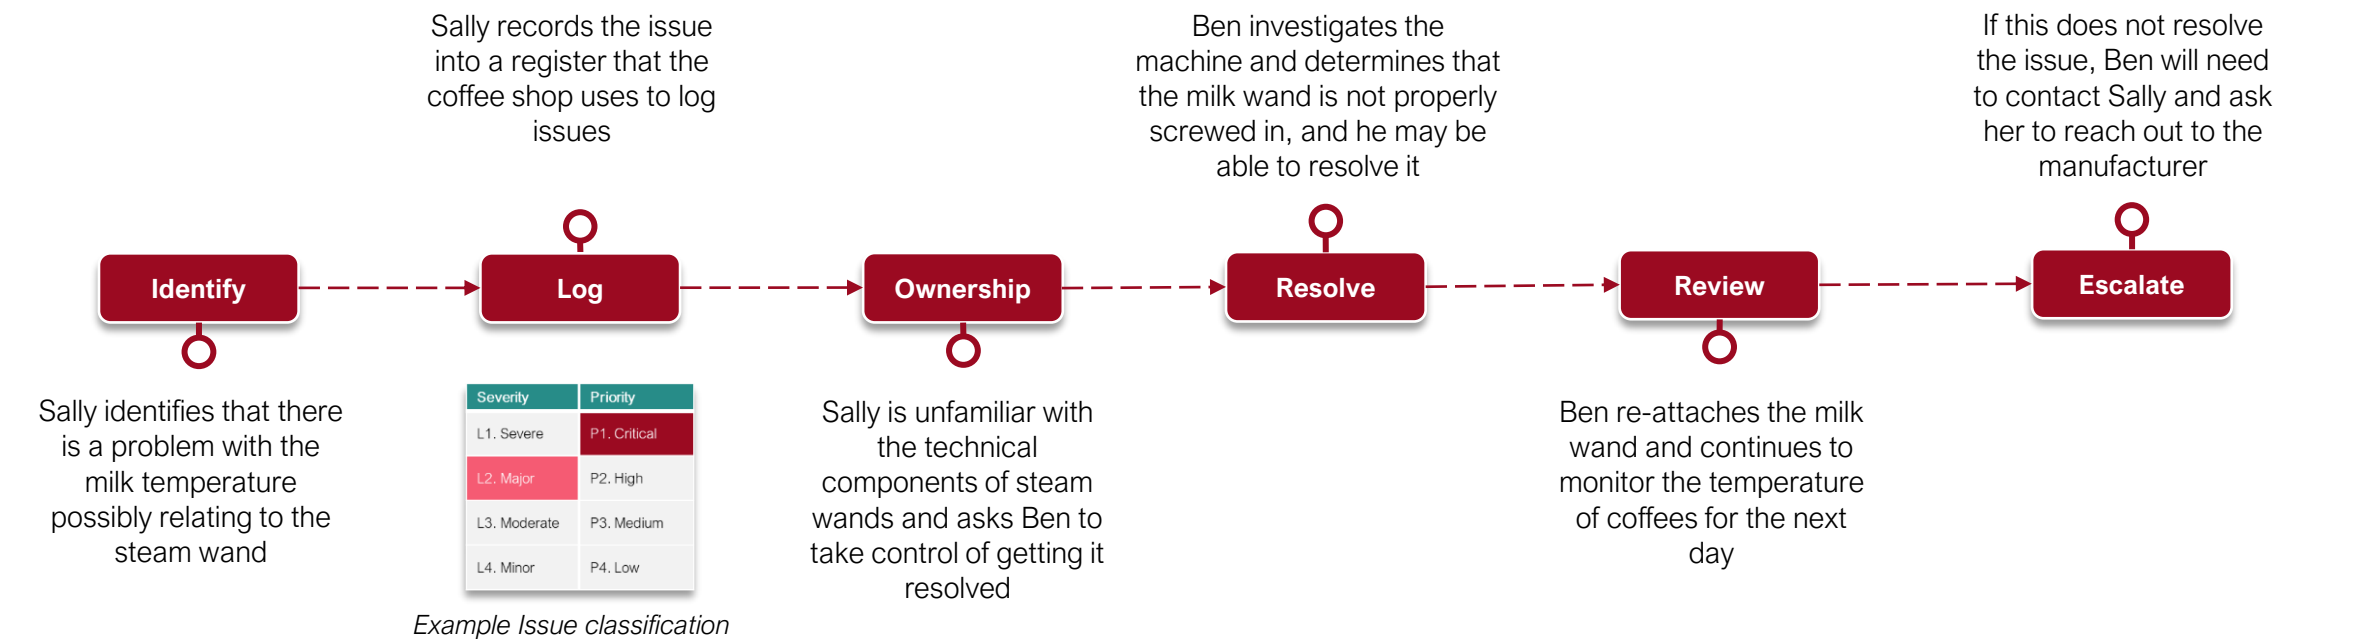 Sally records the issue
into a register that the
coffee shop uses to log
issues
Ben investigates the
machine and determines that
the milk wand is not properly
screwed in, and he may be
able to resolve it
If this does not resolve
the issue, Ben will need
to contact Sally and ask
her to reach out to the
manufacturer
Identify
Log
Ownership
Resolve
Review
Escalate
Sally identifies that there
is a problem with the
milk temperature
possibly relating to the
steam wand
Severity Priority
L1. Severe P1. Critical
L2. Major P2. High
L3. Moderate P3. Medium
L4. Minor P4. Low
Example Issue classification
Sally is unfamiliar with
the technical
components of steam
wands and asks Ben to
take control of getting it
resolved
Ben re-attaches the milk
wand and continues to
monitor the temperature
of coffees for the next
day